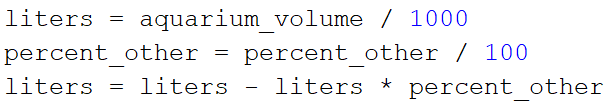 liters = aquarium_volume / 1000
percent_other = percent_other / 100
liters = liters - liters * percent_other